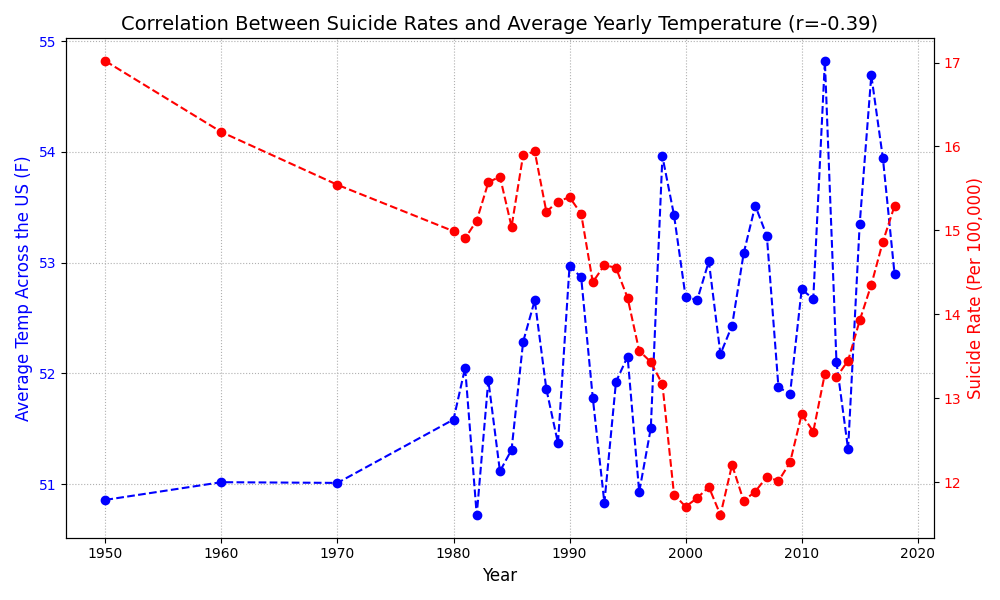 Correlation Between Suicide Rates and Average Yearly Temperature (r=-0.39)
Average Temp Across the US (F)
55
54
53
52
51
17
16
15
14
13
12
Suicide Rate (Per 100,000)
1950 1960 1970 1980 1990 2000 2010 2020
Year